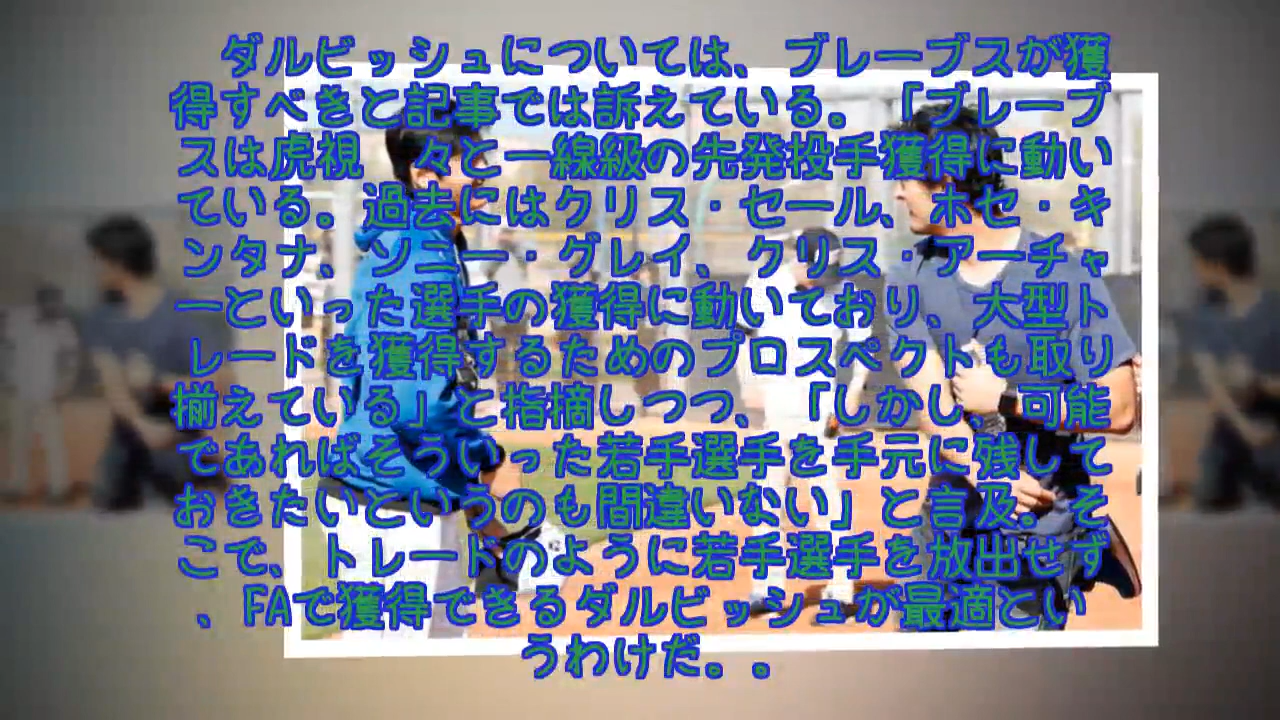 ダルビッシュについては、ブレーブスが獲
得すべきと記事では訴えている。「ブレーブ
スは虎視　々と一線級の先発投手獲得に動い
ている。過去にはクリス・セール、ホセ・キ
ンタナ、ソニー・グレイ、クリス・アーチャ
ーといった選手の獲得に動いており、大型ト
レードを獲得するためのプロスペクトも取り
揃えている」と指摘しつつ、「しかし、可能
であればそういった若手選手を手元に残して
おきたいというのも間違いない」と言及。そ
こで、トレードのように若手選手を放出せず
、FAで獲得できるダルビッシュが最適とい
うわけだ。。